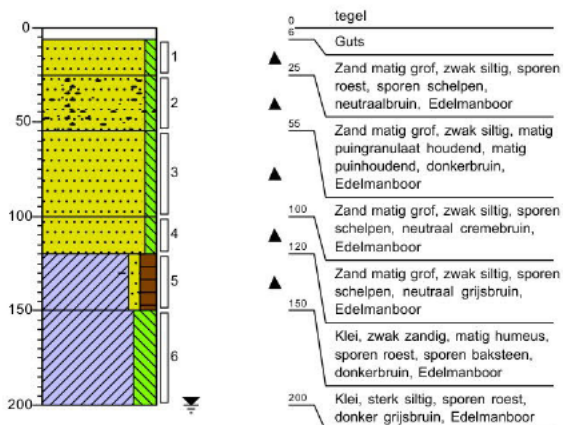 0
50
100
150
200
1
2
3
4
5
6
0
tegel
6
Guts
25
Zand matig grof, zwak siltig, sporen
roest, sporen schelpen,
neutraalbruin, Edelmanboor
55
Zand matig grof, zwak siltig, matig
puingranulaat houdend, matig
puinhoudend, donkerbruin,
Edelmanboor
100
Zand matig grof, zwak siltig, sporen
schelpen, neutraal cremebruin,
Edelmanboor
120
Zand matig grof, zwak siltig, sporen
schelpen, neutraal grijsbruin,
Edelmanboor
150
Klei, zwak zandig, matig humeus,
sporen roest, sporen baksteen,
donkerbruin, Edelmanboor
200
Klei, sterk siltig, sporen roest,
donker grijsbruin, Edelmanboor